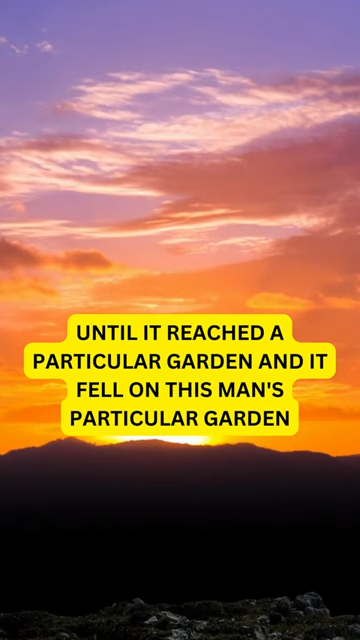 UNTIL IT REACHED A
PARTICULAR GARDEN AND IT
FELL ON THIS MAN'S
PARTICULAR GARDEN